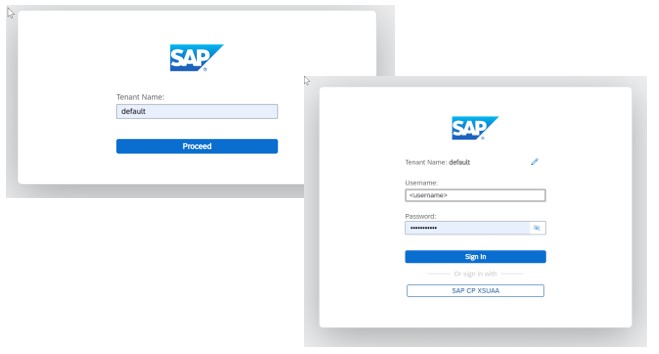 SAP
Tenant Name:
default
Proceed
SAP
Tenant Name: default
Username:
<username>
Password:
•••••••••••
Sign In
Or sign in with
SAP CP XSUAA